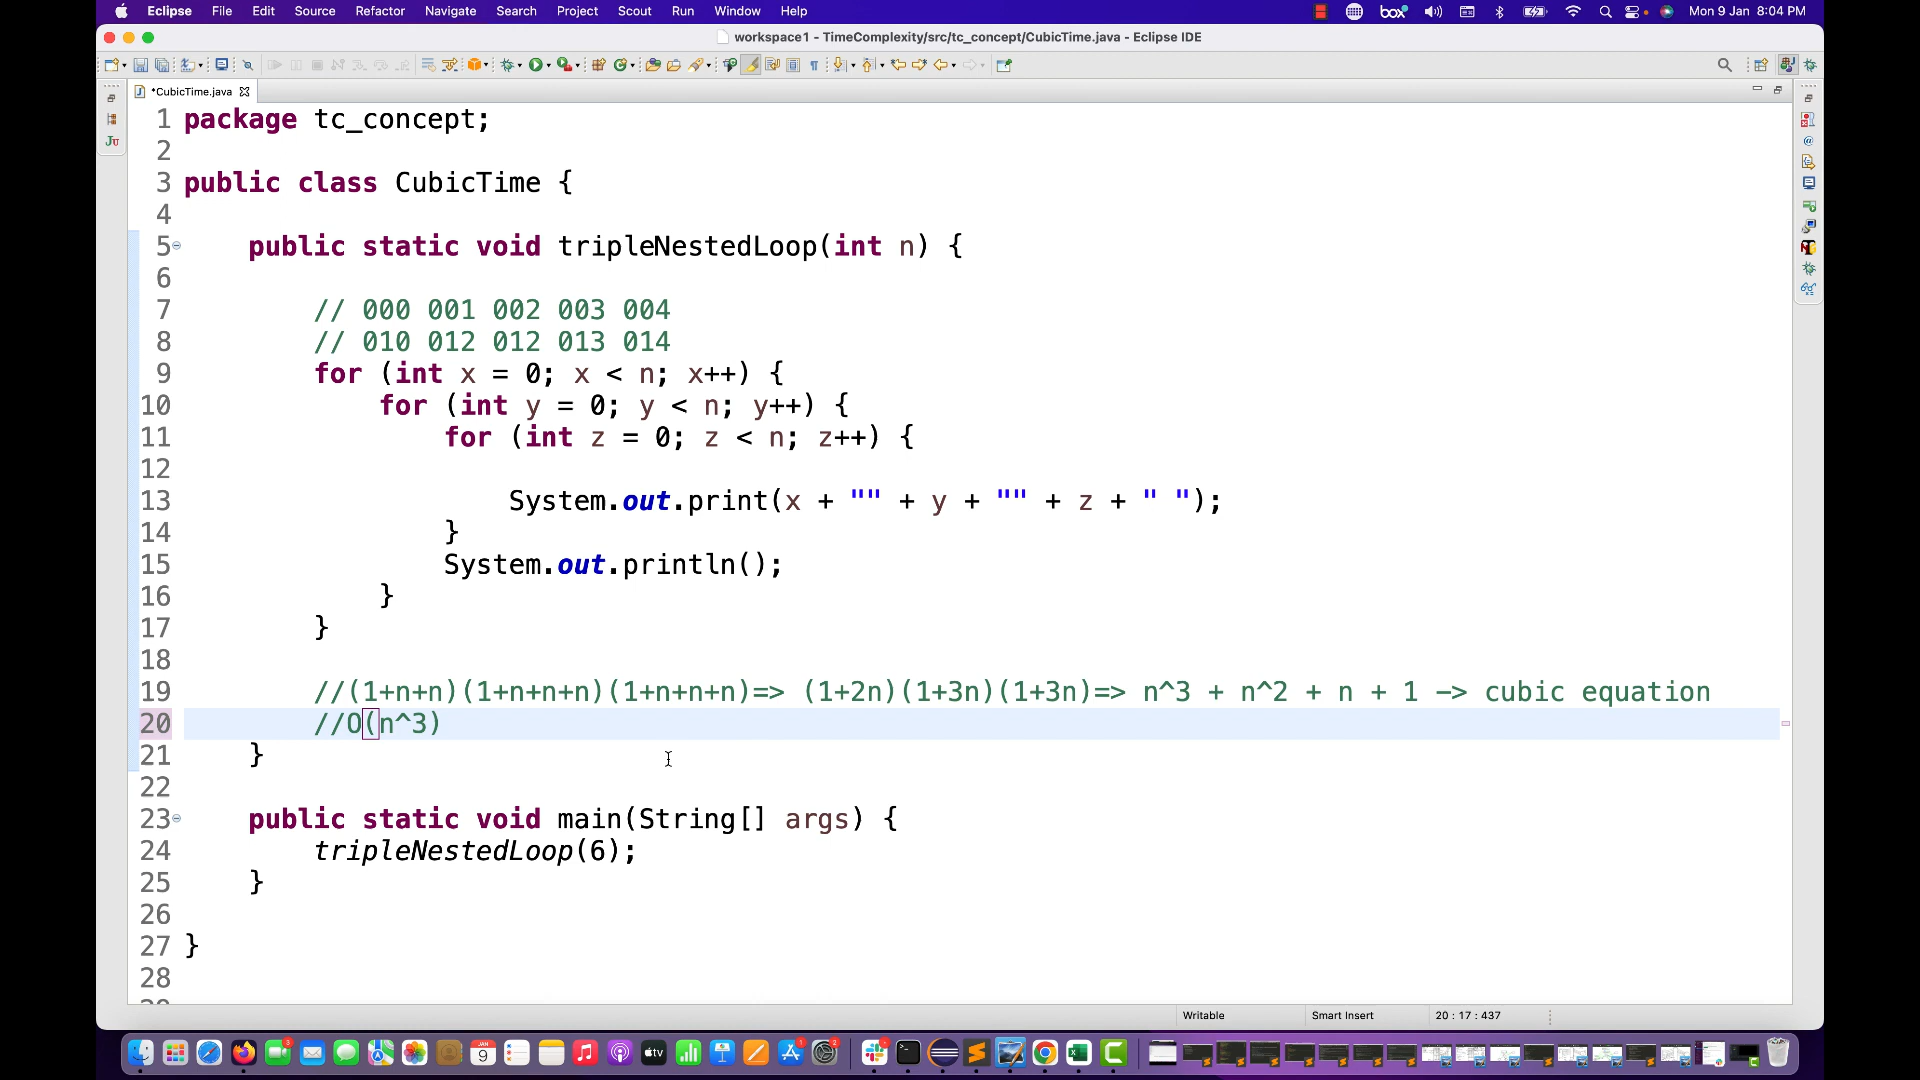 Eclipse File Edit Source Refactor Navigate Search Project Scout Run Window Help box Mon 9 Jan 8:04 PM
workspace1 - TimeComplexity/src/tc_concept/CubicTime.java - Eclipse IDE
*CubicTime.java
1 package tc_concept;
2
3 public class CubicTime {
4
5 public static void tripleNestedLoop(int n) {
6
7 // 000 001 002 003 004
8 // 010 012 012 013 014
9 for (int x = 0; x < n; x++) {
10 for (int y = 0; y < n; y++) {
11 for (int z = 0; z < n; z++) {
12
13 System.out.print(x + "" + y + "" + z + " ");
14 }
15 System.out.println();
16 }
17 }
18
19 //(1+n+n)(1+n+n+n)(1+n+n+n)=> (1+2n)(1+3n)(1+3n)=> n^3 + n^2 + n + 1 -> cubic equation
20 //O(n^3)
21 }
22
23 public static void main(String[] args) {
24 tripleNestedLoop(6);
25 }
26
27 }
28
Writable Smart Insert 20 : 17 : 437